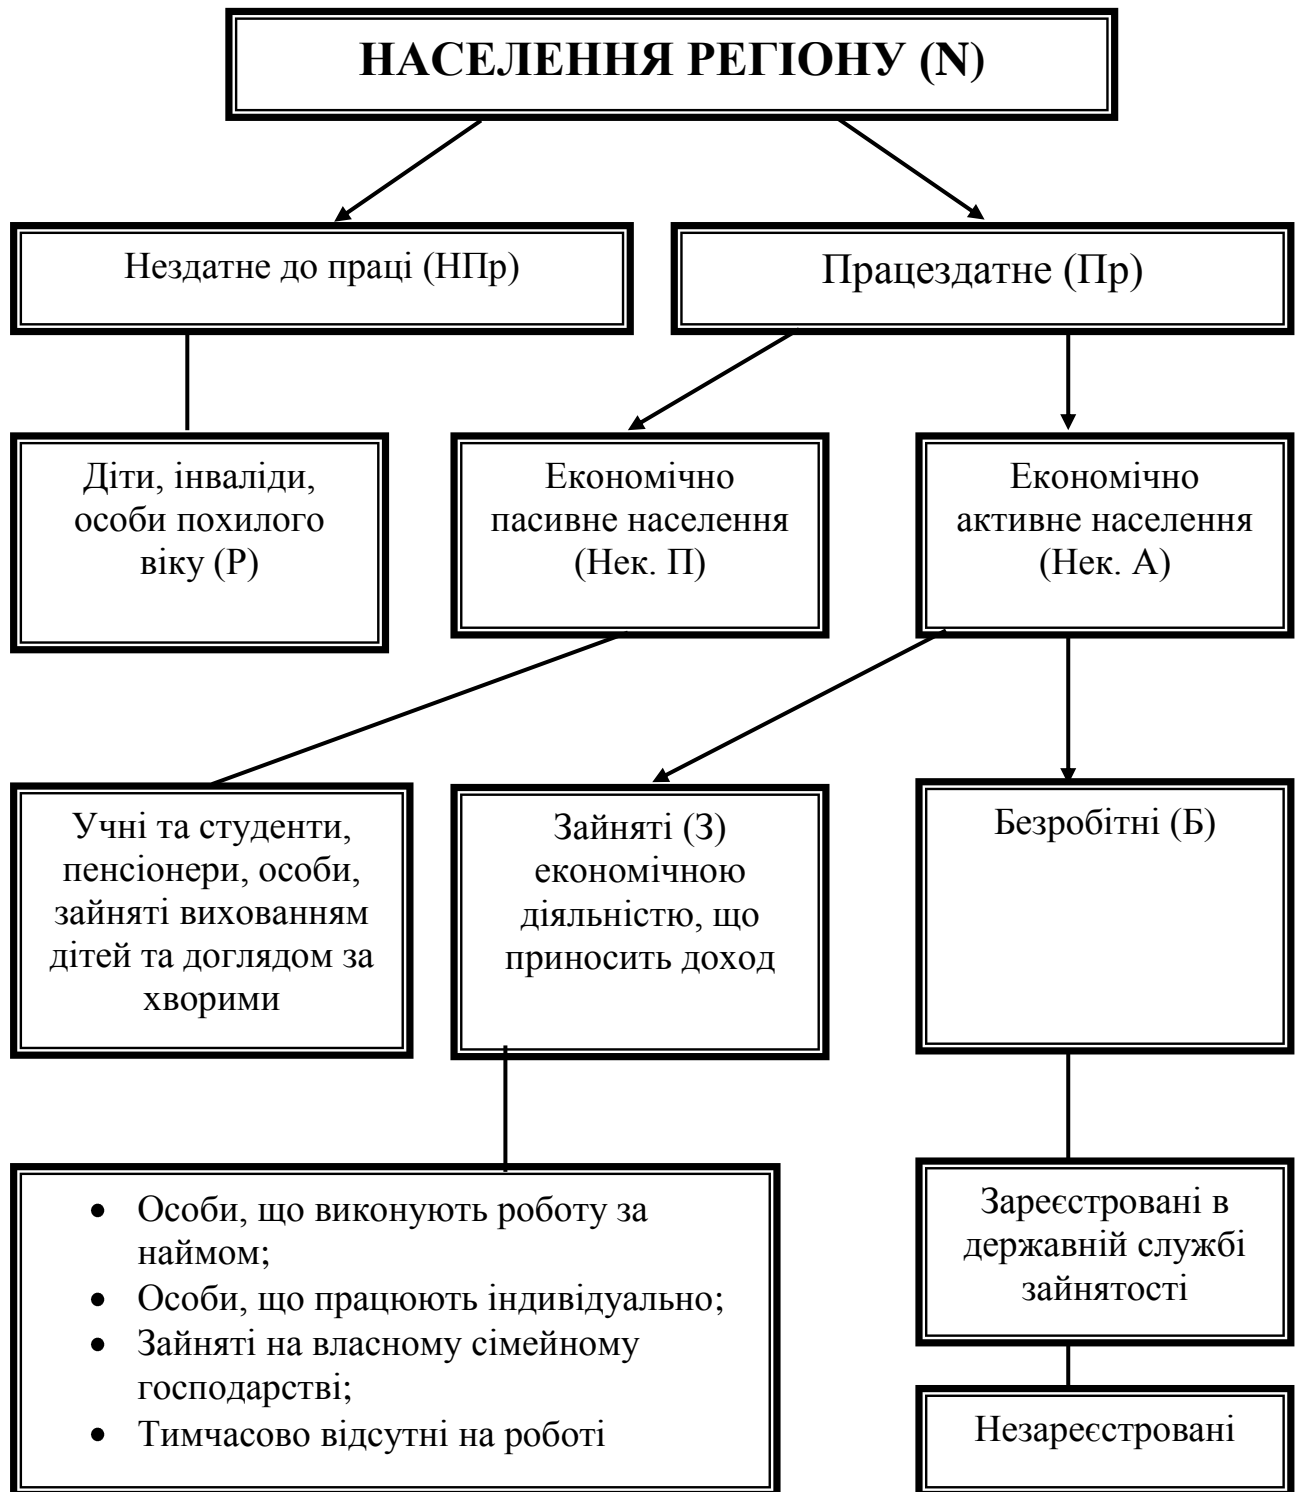 НАСЕЛЕННЯ РЕГІОНУ (N)
Нездатне до праці (НПр)
Працездатне (Пр)
Діти, інваліди,
особи похилого
віку (Р)
Економічно
пасивне населення
(Нек. П)
Економічно
активне населення
(Нек. А)
Учні та студенти,
пенсіонери, особи,
зайняті вихованням
дітей та доглядом за
хворими
Зайняті (З)
економічною
діяльністю, що
приносить доход
Безробітні (Б)
• Особи, що виконують роботу за
наймом;
• Особи, що працюють індивідуально;
• Зайняті на власному сімейному
господарстві;
• Тимчасово відсутні на роботі
Зареєстровані в
державній службі
зайнятості
Незареєстровані